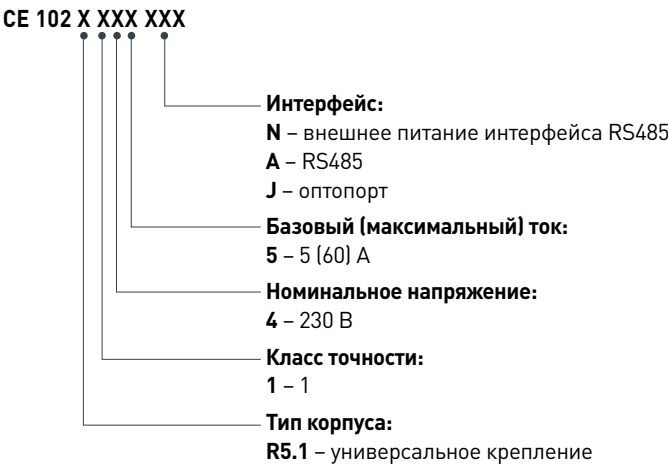 CE 102 X XXX XXX
Интерфейс:
N – внешнее питание интерфейса RS485
A – RS485
J – оптопорт
Базовый (максимальный) ток:
5 – 5 (60) А
Номинальное напряжение:
4 – 230 В
Класс точности:
1 – 1
Тип корпуса:
R5.1 – универсальное крепление